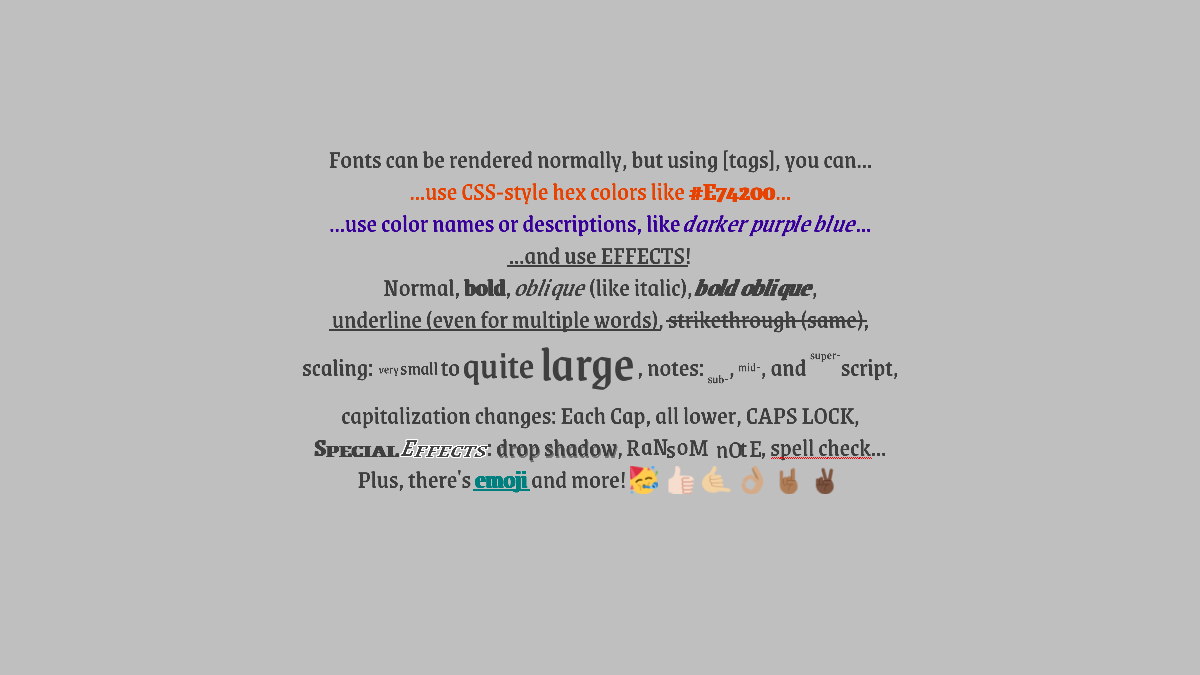 Fonts can be rendered normally, but using [tags], you can...
...use CSS-style hex colors like #E74200...
...use color names or descriptions, like darker purple blue...
...and use EFFECTS!
Normal, bold, oblique (like italic), bold oblique,
underline (even for multiple words), strikethrough (same),
scaling: very small to quite large , notes: sub-, mid-, and super- script,
capitalization changes: Each Cap, all lower, CAPS LOCK,
Special Effects: drop shadow, RaNsoM nOtE, spell check...
Plus, there's emoji and more! 🥳 👍🏻 🤙🏼 👌🏽 🤘🏾 ✌🏿